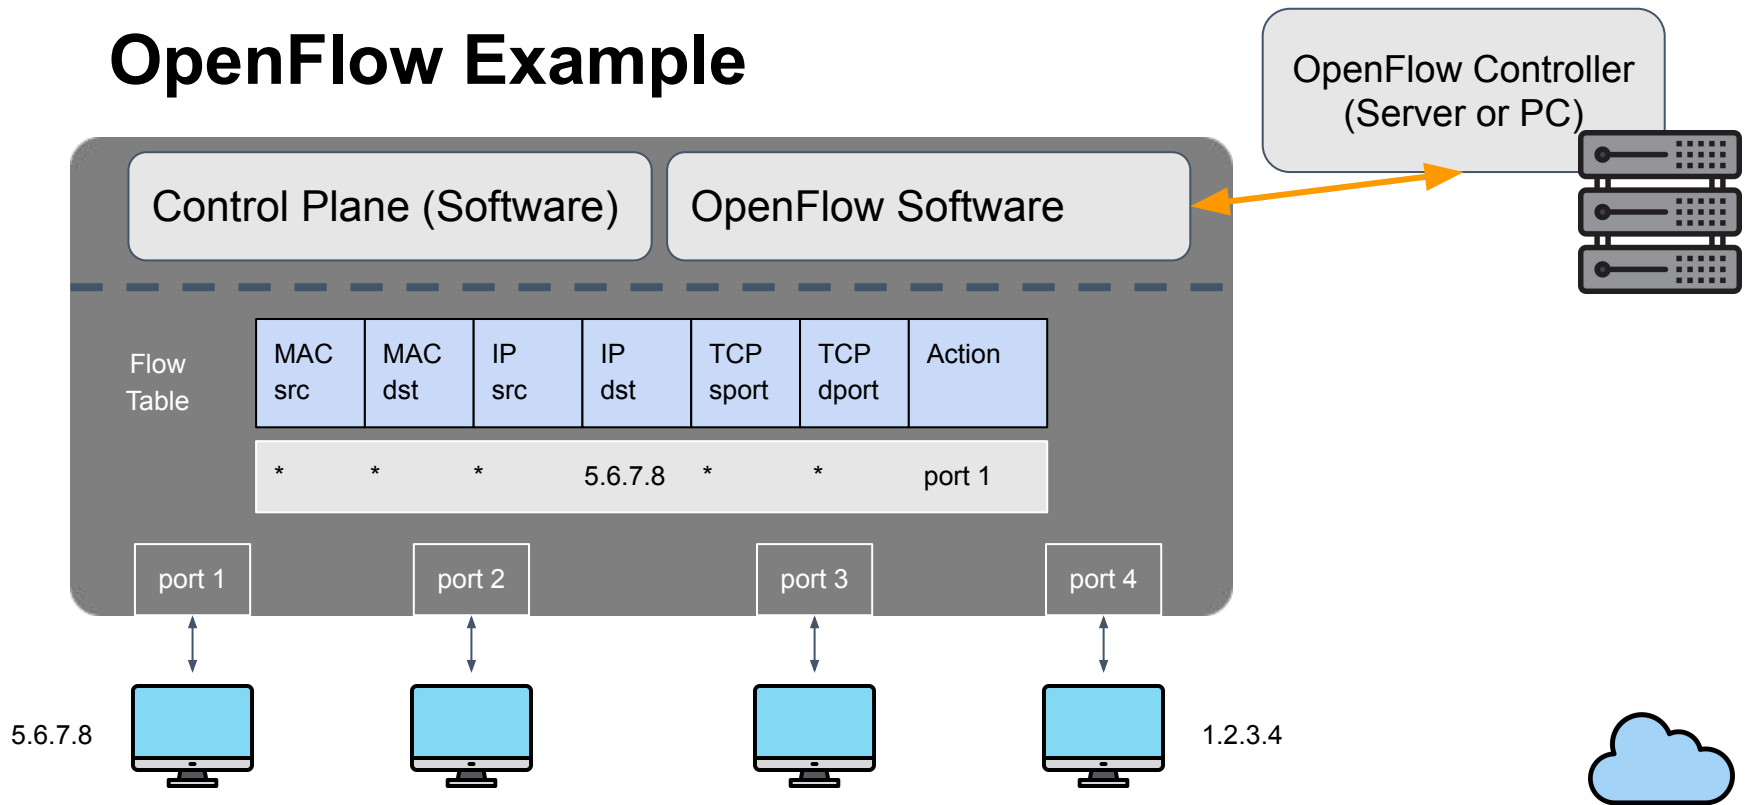 OpenFlow Example
OpenFlow Controller
(Server or PC)
Control Plane (Software)
OpenFlow Software
Flow
Table
MAC
src
MAC
dst
IP
src
IP
dst
TCP
sport
TCP
dport
Action
* * * 5.6.7.8 * * port 1
port 1
port 2
port 3
port 4
5.6.7.8
1.2.3.4